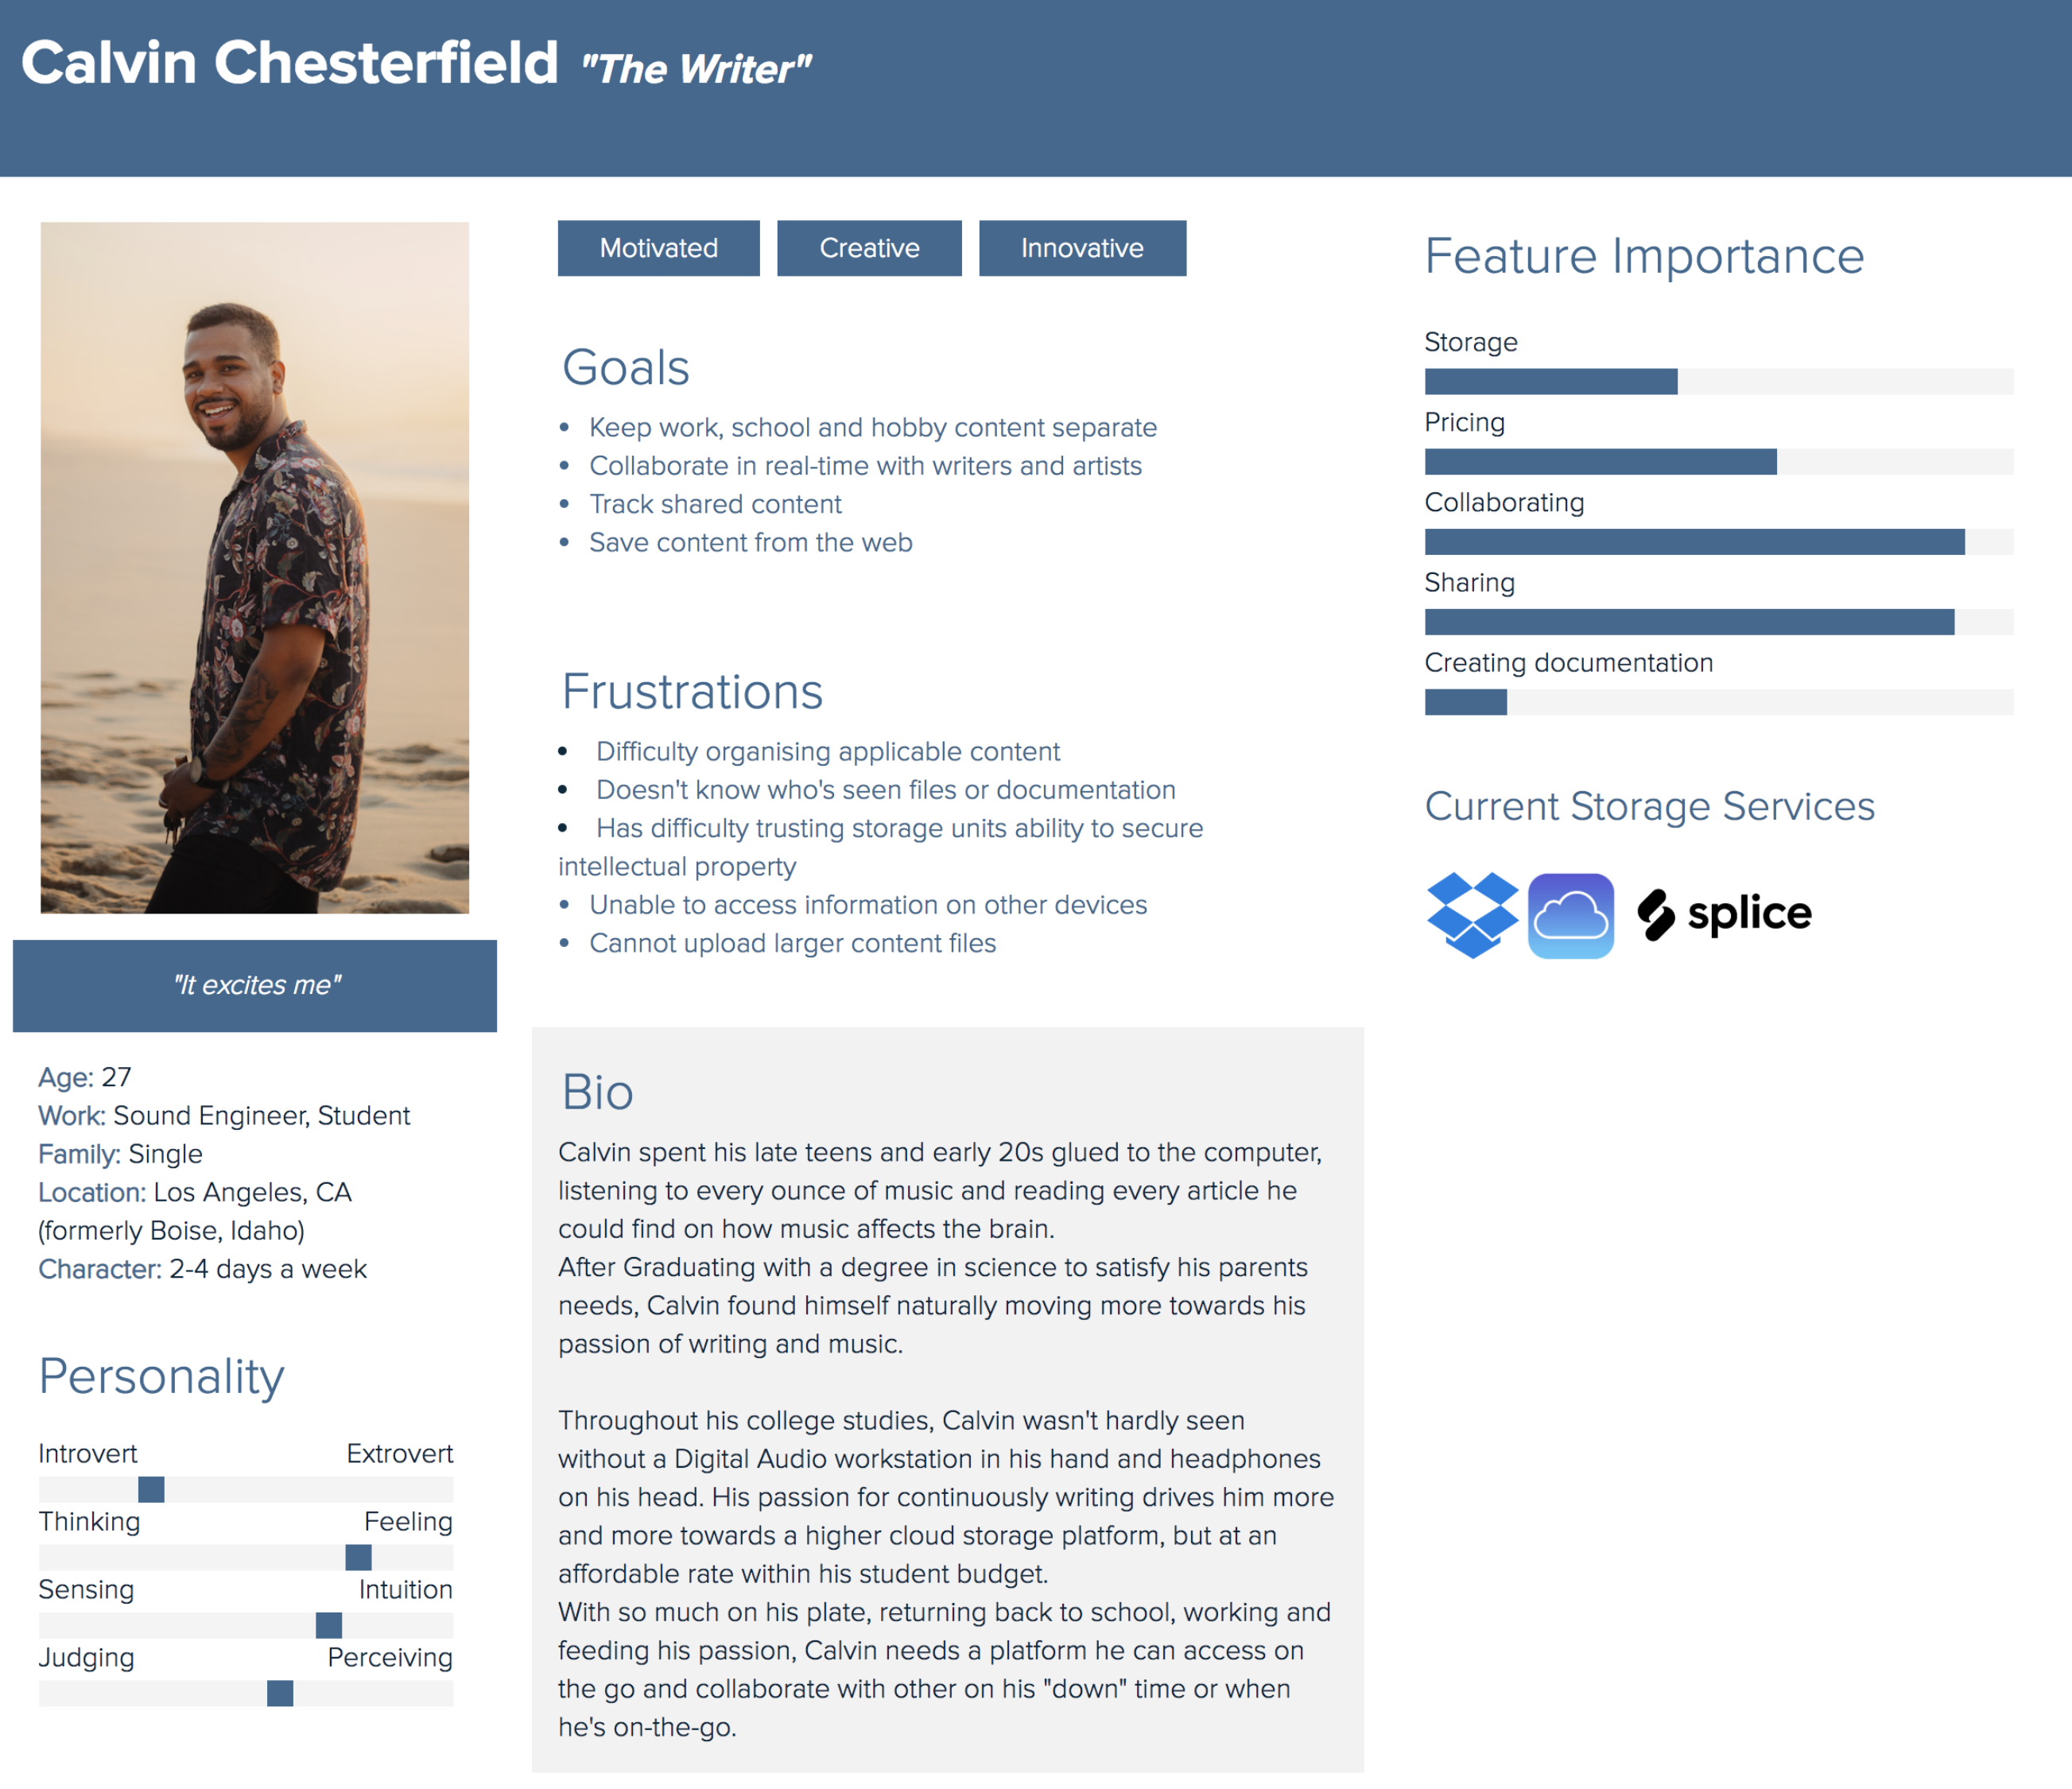 Calvin Chesterfield "The Writer"
"It excites me"
Age: 27
Work: Sound Engineer, Student
Family: Single
Location: Los Angeles, CA
(formerly Boise, Idaho)
Character: 2-4 days a week
Personality
Introvert Extrovert
Thinking Feeling
Sensing Intuition
Judging Perceiving
Motivated Creative Innovative
Goals
• Keep work, school and hobby content separate
• Collaborate in real-time with writers and artists
• Track shared content
• Save content from the web
Frustrations
• Difficulty organising applicable content
• Doesn't know who's seen files or documentation
• Has difficulty trusting storage units ability to secure
intellectual property
• Unable to access information on other devices
• Cannot upload larger content files
Bio
Calvin spent his late teens and early 20s glued to the computer,
listening to every ounce of music and reading every article he
could find on how music affects the brain.
After Graduating with a degree in science to satisfy his parents
needs, Calvin found himself naturally moving more towards his
passion of writing and music.
Throughout his college studies, Calvin wasn't hardly seen
without a Digital Audio workstation in his hand and headphones
on his head. His passion for continuously writing drives him more
and more towards a higher cloud storage platform, but at an
affordable rate within his student budget.
With so much on his plate, returning back to school, working and
feeding his passion, Calvin needs a platform he can access on
the go and collaborate with other on his "down" time or when
he's on-the-go.
Feature Importance
Storage
Pricing
Collaborating
Sharing
Creating documentation
Current Storage Services
splice